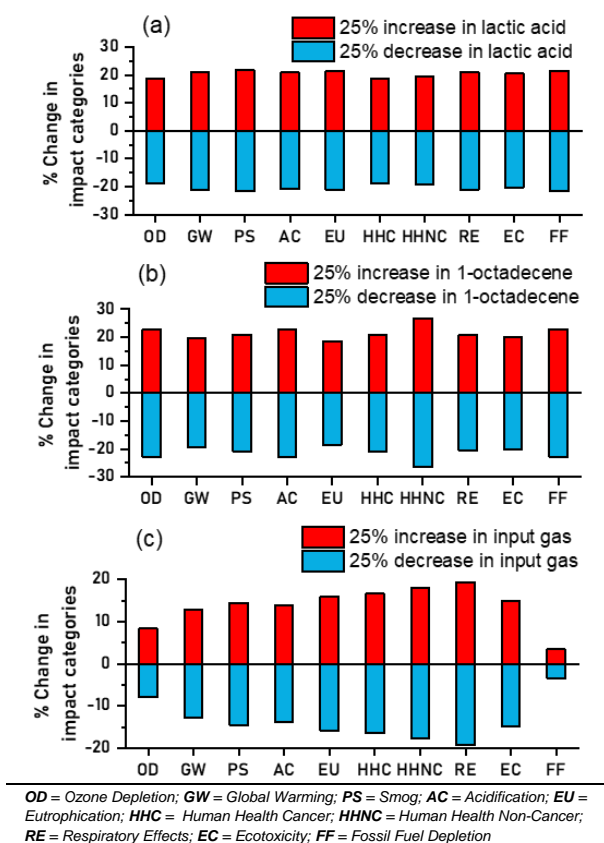 (a)
25% increase in lactic acid
25% decrease in lactic acid
% Change in
impact categories
30
20
10
0
-10
-20
-30
OD GW PS AC EU HHC HHNC RE EC FF
(b)
25% increase in 1-octadecene
25% decrease in 1-octadecene
% Change in
impact categories
30
20
10
0
-10
-20
-30
OD GW PS AC EU HHC HHNC RE EC FF
(c)
25% increase in input gas
25% decrease in input gas
% Change in
impact categories
20
10
0
-10
-20
OD GW PS AC EU HHC HHNC RE EC FF
OD = Ozone Depletion; GW = Global Warming; PS = Smog; AC = Acidification; EU =
Eutrophication; HHC = Human Health Cancer; HHNC = Human Health Non-Cancer;
RE = Respiratory Effects; EC = Ecotoxicity; FF = Fossil Fuel Depletion